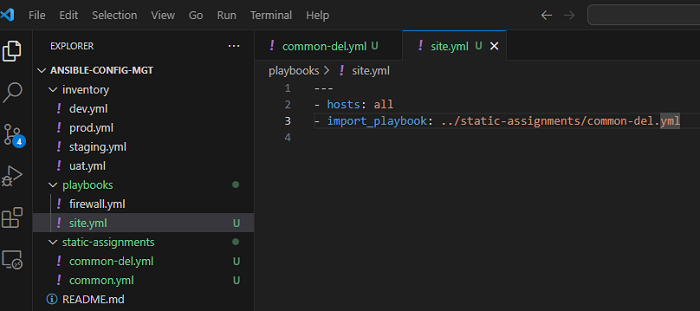 File Edit Selection View Go Run Terminal Help
EXPLORER
ANSIBLE-CONFIG-MGT
inventory
! dev.yml
! prod.yml
! staging.yml
! uat.yml
playbooks
! firewall.yml
! site.yml U
static-assignments
! common-del.yml U
! common.yml U
README.md
4
! common-del.yml U ! site.yml U
playbooks > ! site.yml
1 ---
2 - hosts: all
3 - import_playbook: ../static-assignments/common-del.yml
4